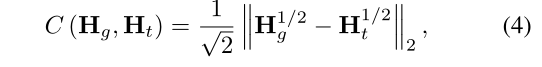 C (H_g, H_t) = \frac{1}{\sqrt{2}} \left\| H_g^{1/2} - H_t^{1/2} \right\|_2 , (4)